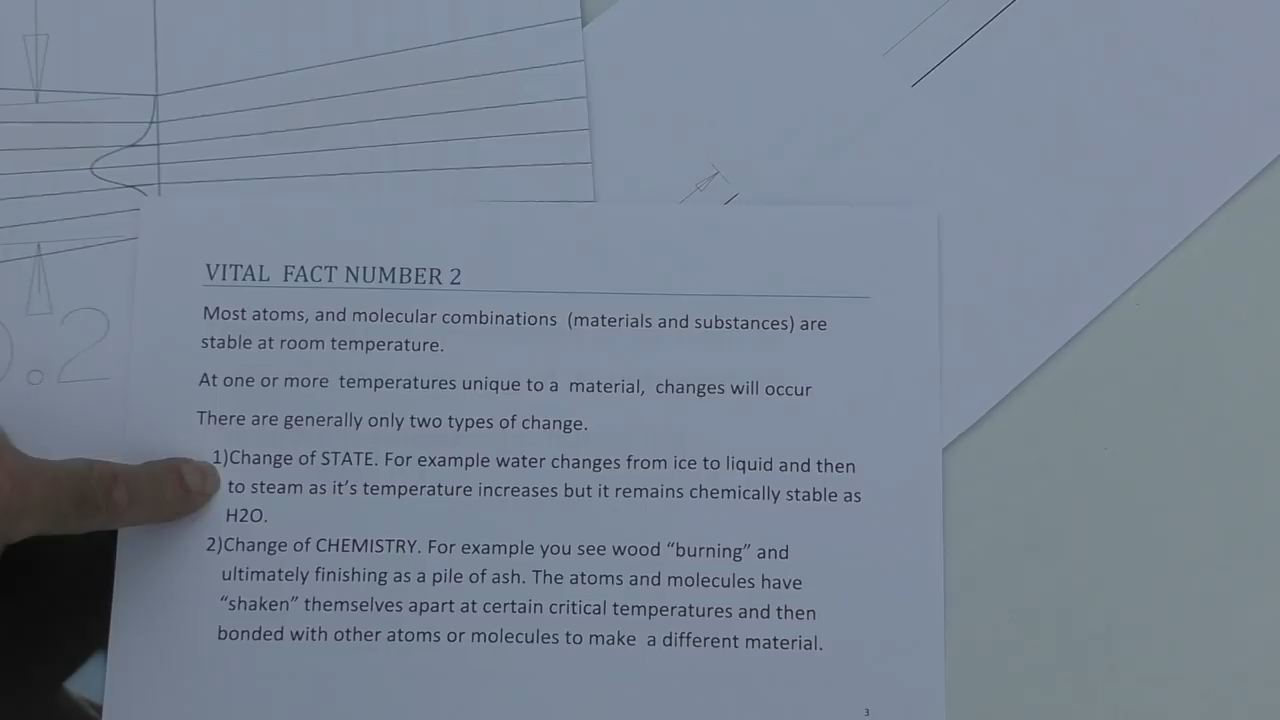 0.2
VITAL FACT NUMBER 2
Most atoms, and molecular combinations (materials and substances) are
stable at room temperature.
At one or more temperatures unique to a material, changes will occur
There are generally only two types of change.
1)Change of STATE. For example water changes from ice to liquid and then
to steam as it's temperature increases but it remains chemically stable as
H2O.
2)Change of CHEMISTRY. For example you see wood "burning" and
ultimately finishing as a pile of ash. The atoms and molecules have
"shaken" themselves apart at certain critical temperatures and then
bonded with other atoms or molecules to make a different material.
3